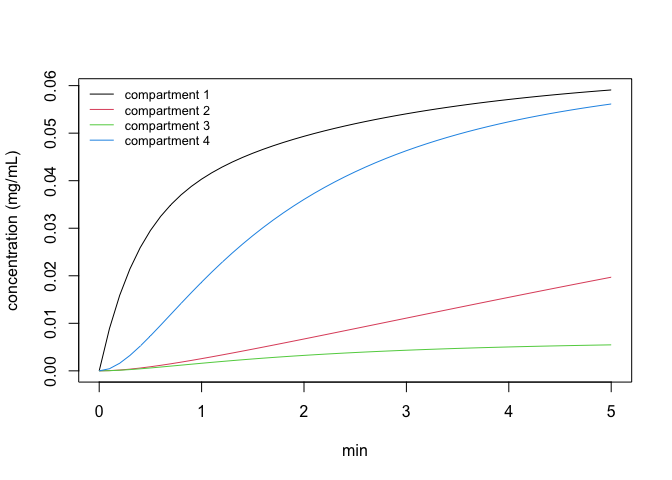 compartment 1
compartment 2
compartment 3
compartment 4
concentration (mg/mL)
0.06
0.05
0.04
0.03
0.02
0.01
0.00
0 1 2 3 4 5
min